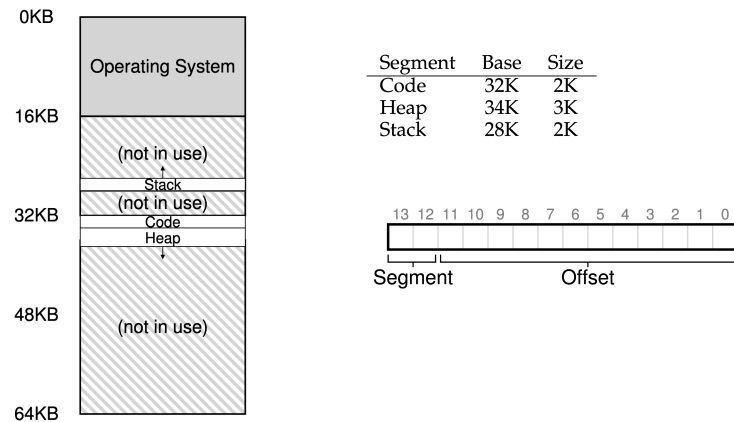 0KB
Operating System
16KB
(not in use)
Stack
(not in use)
32KB
Code
Heap
48KB
(not in use)
64KB
Segment Base Size
Code 32K 2K
Heap 34K 3K
Stack 28K 2K
13 12 11 10 9 8 7 6 5 4 3 2 1 0
Segment Offset